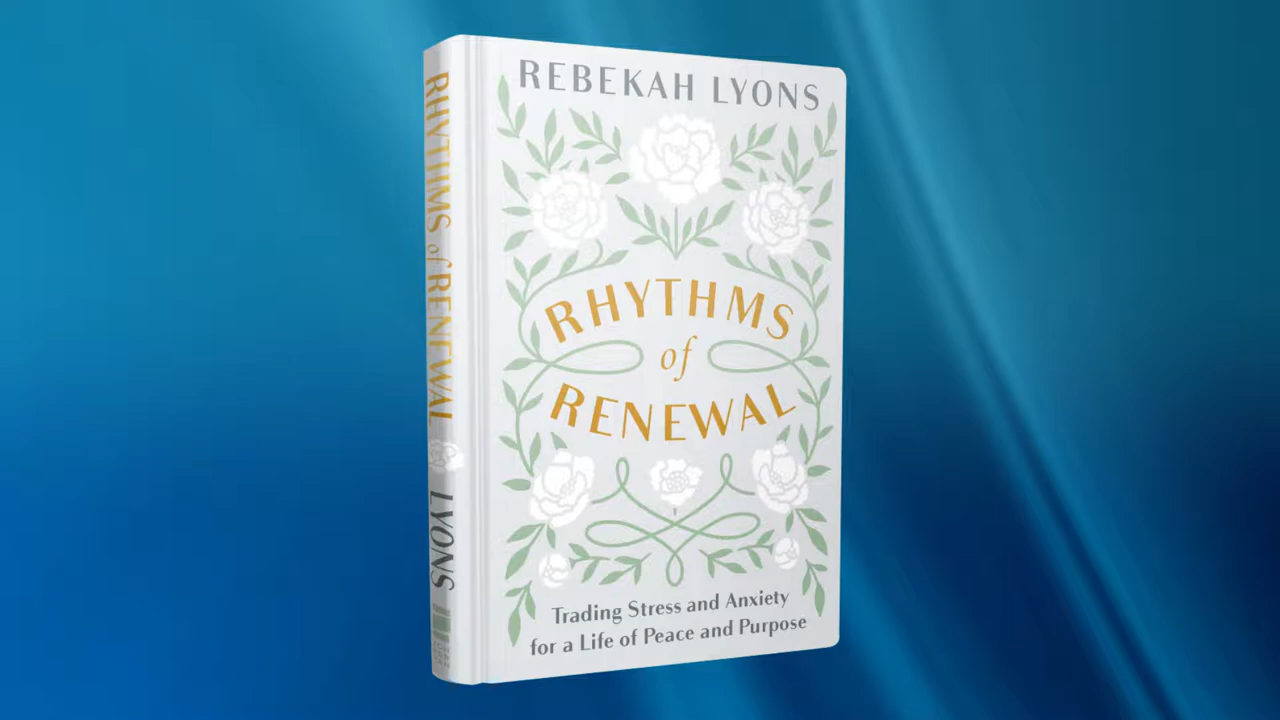 REBEKAH LYONS
RHYTHMS
of
RENEWAL
Trading Stress and Anxiety
for a Life of Peace and Purpose
RHYTHMS of RENEWAL
LYONS